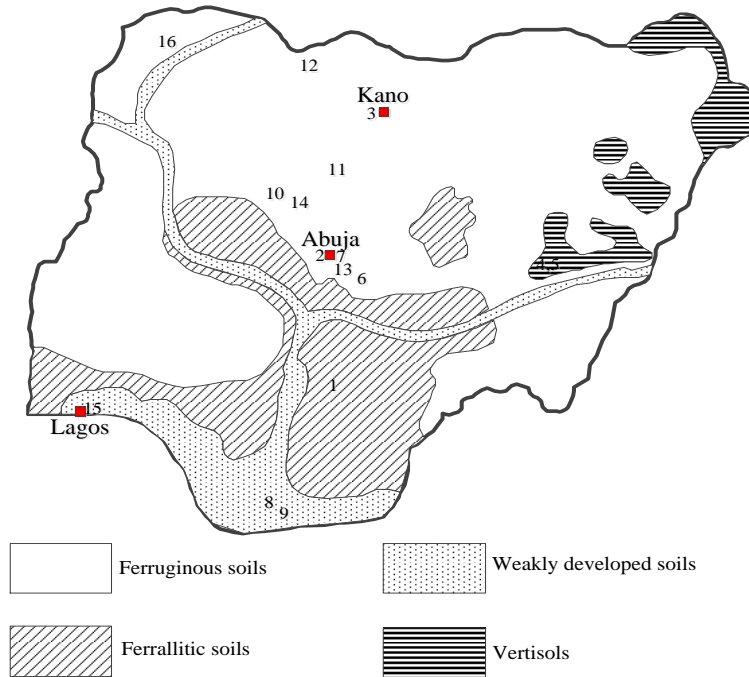 16
12
Kano
3
11
10
14
Abuja
2 7
13
6
4,5
1
15
Lagos
8
9
Ferruginous soils
Weakly developed soils
Ferrallitic soils
Vertisols